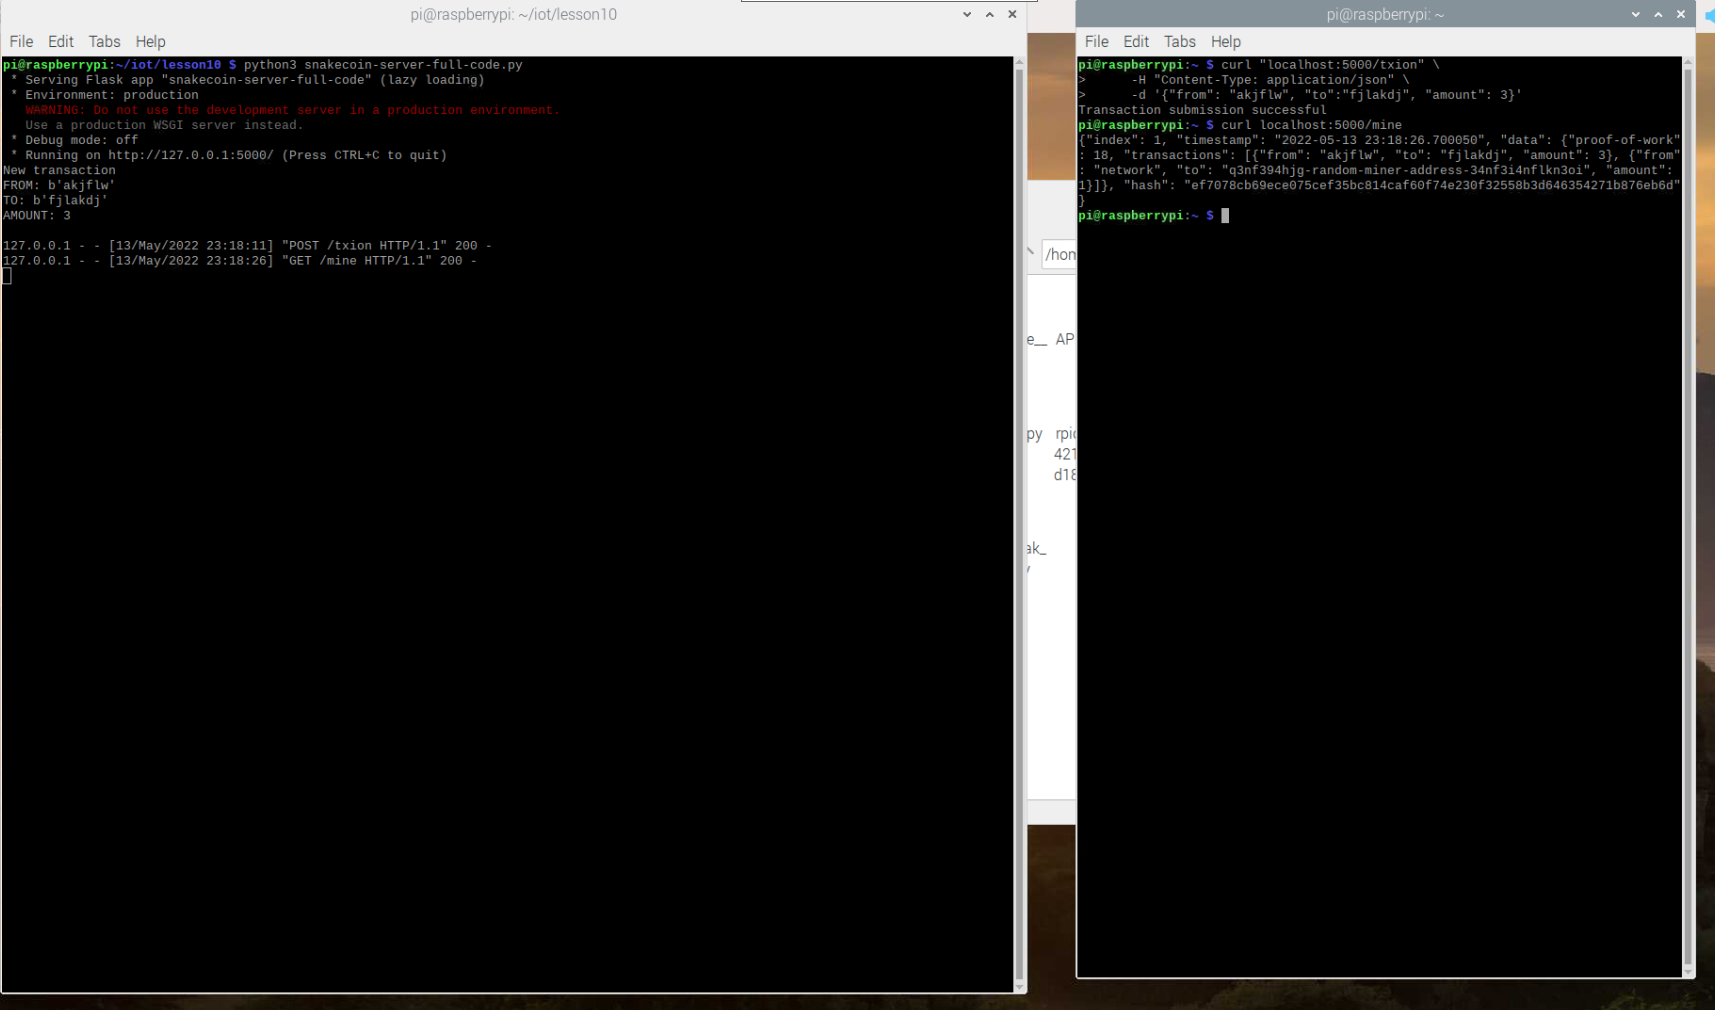 pi@raspberrypi: ~/iot/lesson10
File Edit Tabs Help
pi@raspberrypi:~/iot/lesson10 $ python3 snakecoin-server-full-code.py
* Serving Flask app "snakecoin-server-full-code" (lazy loading)
* Environment: production
WARNING: Do not use the development server in a production environment.
Use a production WSGI server instead.
* Debug mode: off
* Running on http://127.0.0.1:5000/ (Press CTRL+C to quit)
New transaction
FROM: b'akjflw'
TO: b'fjlakdj'
AMOUNT: 3
127.0.0.1 - - [13/May/2022 23:18:11] "POST /txion HTTP/1.1" 200 -
127.0.0.1 - - [13/May/2022 23:18:26] "GET /mine HTTP/1.1" 200 -
/hom
e__ AP
py rpic
421
d18
ak_
pi@raspberrypi: ~
File Edit Tabs Help
pi@raspberrypi:~ $ curl "localhost:5000/txion" \
> -H "Content-Type: application/json" \
> -d '{"from": "akjflw", "to":"fjlakdj", "amount": 3}'
Transaction submission successful
pi@raspberrypi:~ $ curl localhost:5000/mine
{"index": 1, "timestamp": "2022-05-13 23:18:26.700050", "data": {"proof-of-work"
: 18, "transactions": [{"from": "akjflw", "to": "fjlakdj", "amount": 3}, {"from"
: "network", "to": "q3nf394hjg-random-miner-address-34nf3i4nflkn3oi", "amount":
1}]}, "hash": "ef7078cb69ece075cef35bc814caf60f74e230f32558b3d646354271b876eb6d"
}
pi@raspberrypi:~ $